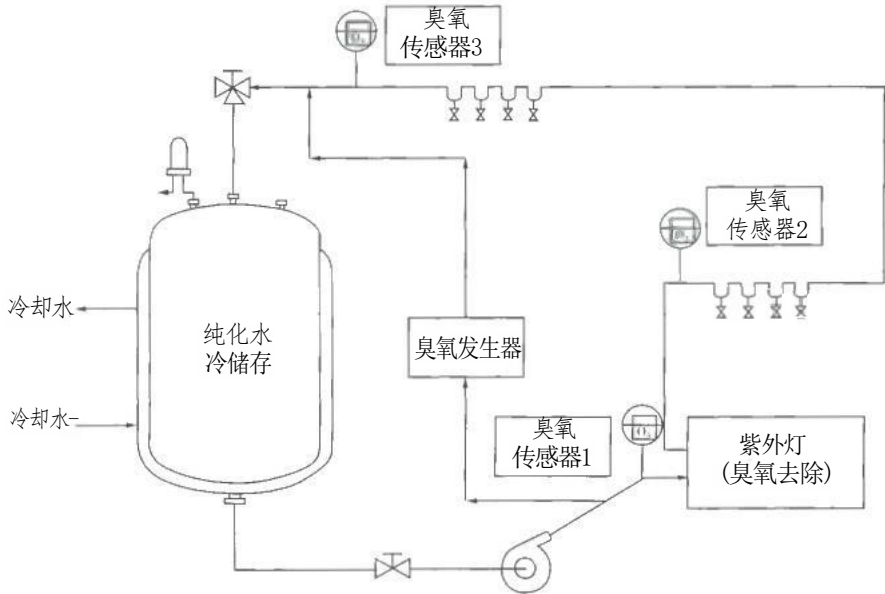 臭氧
传感器3
臭氧
传感器2
冷却水
纯化水
冷储存
臭氧发生器
冷却水-
臭氧
传感器1
紫外灯
(臭氧去除)